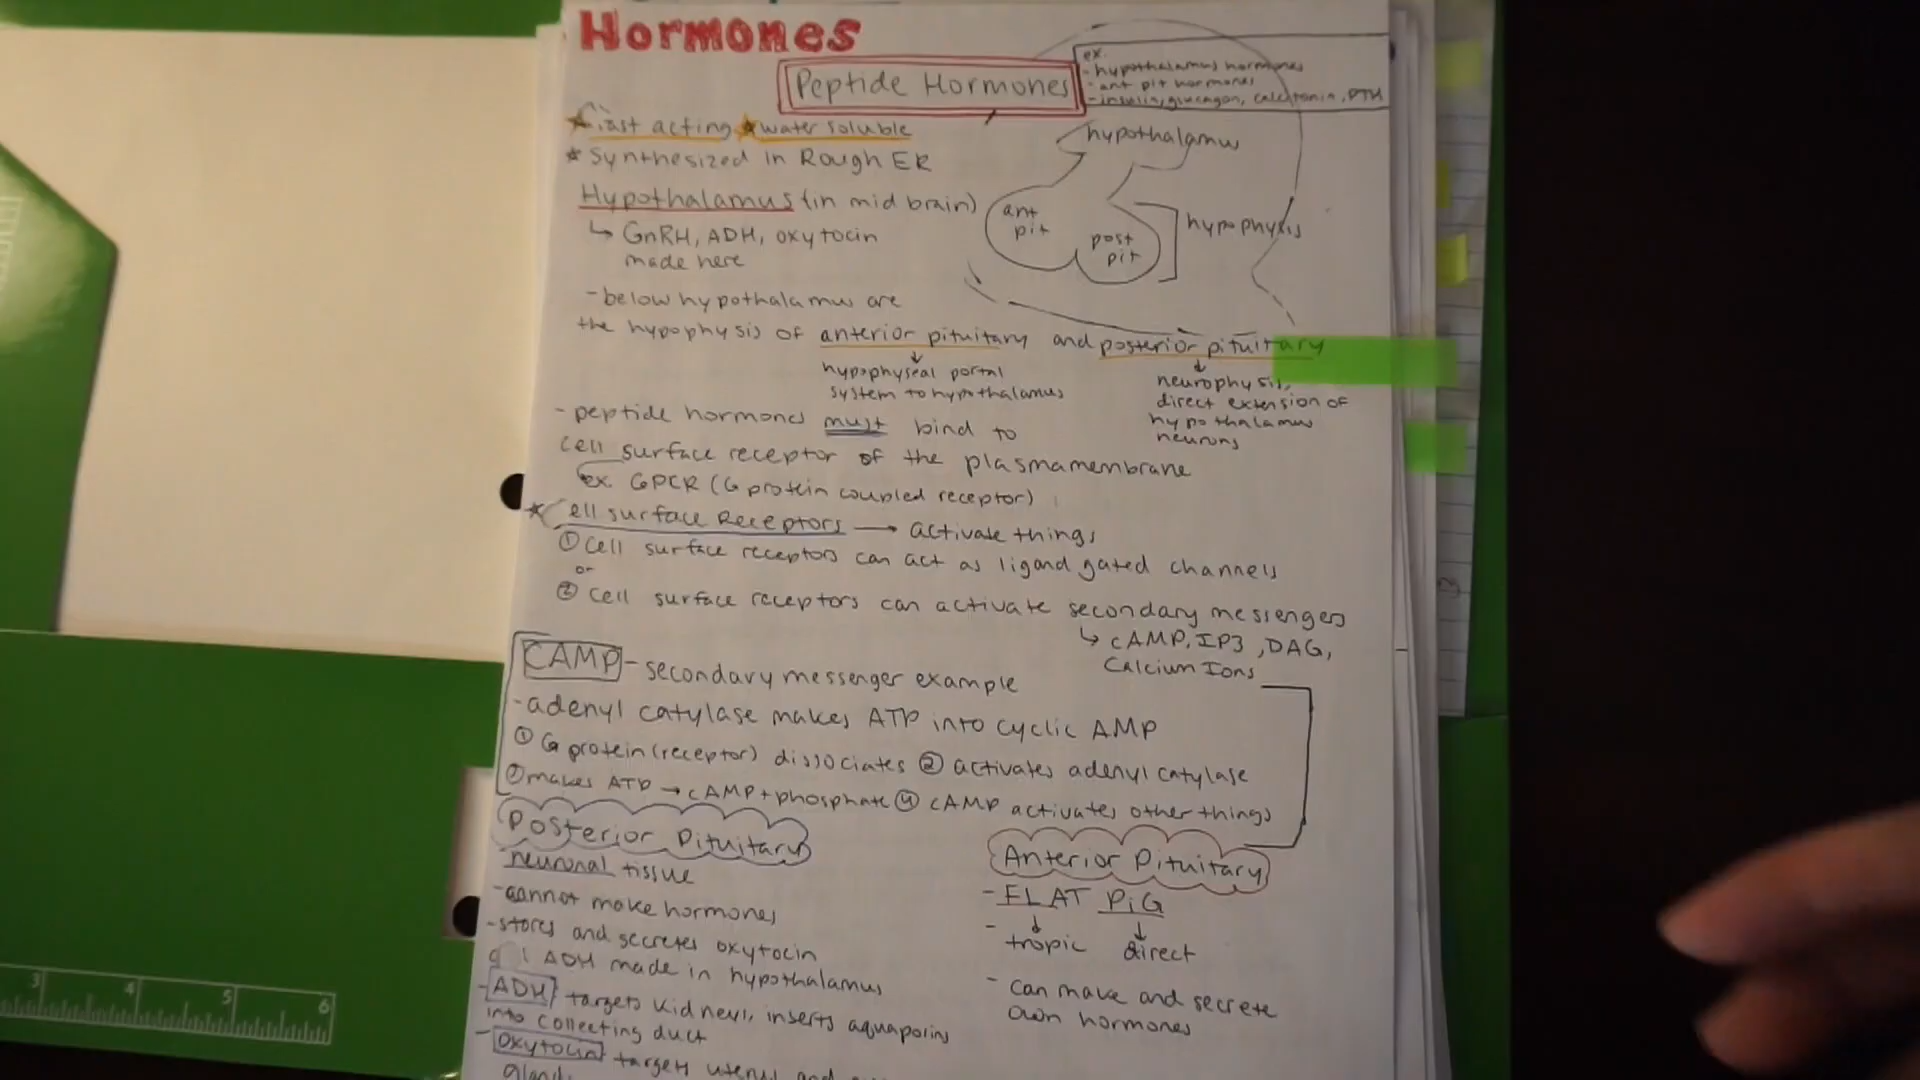 Hormones
Peptide Hormones
ex.
- hypothalamus hormones
- ant pit hormones
- insulin, glucagon, calcitonin, PTH
Fast acting water soluble
Synthesized in Rough ER
Hypothalamus (in mid brain)
↳ GnRH, ADH, oxytocin
made here
hypothalamus
ant
pit
post
pit
hypophysis
- below hypothalamus are
the hypophysis of anterior pituitary and posterior pituitary
hypophyseal portal
system to hypothalamus
neurophysis,
direct extension of
hypothalamus
neurons
- peptide hormones must bind to
cell surface receptor of the plasmamembrane
ex. GPCR (G protein coupled receptor)
Cell surface Receptors → activate things
① cell surface receptors can act as ligand gated channels
or
② cell surface receptors can activate secondary messengers
↳ cAMP, IP3, DAG,
Calcium Ions
CAMP - secondary messenger example
- adenyl catylase makes ATP into cyclic AMP
① G protein (receptor) dissociates ② activates adenyl catylase
③ makes ATP → cAMP + phosphate ④ cAMP activates other things
Posterior Pituitary
neuronal tissue
- cannot make hormones
- stores and secretes oxytocin
ADH made in hypothalamus
- ADH targets kidneys, inserts aquaporins
into collecting duct
- Oxytocin targets uterus and
Anterior Pituitary
- FLAT PiG
- tropic direct
- can make and secrete
own hormones
3 4 5 6